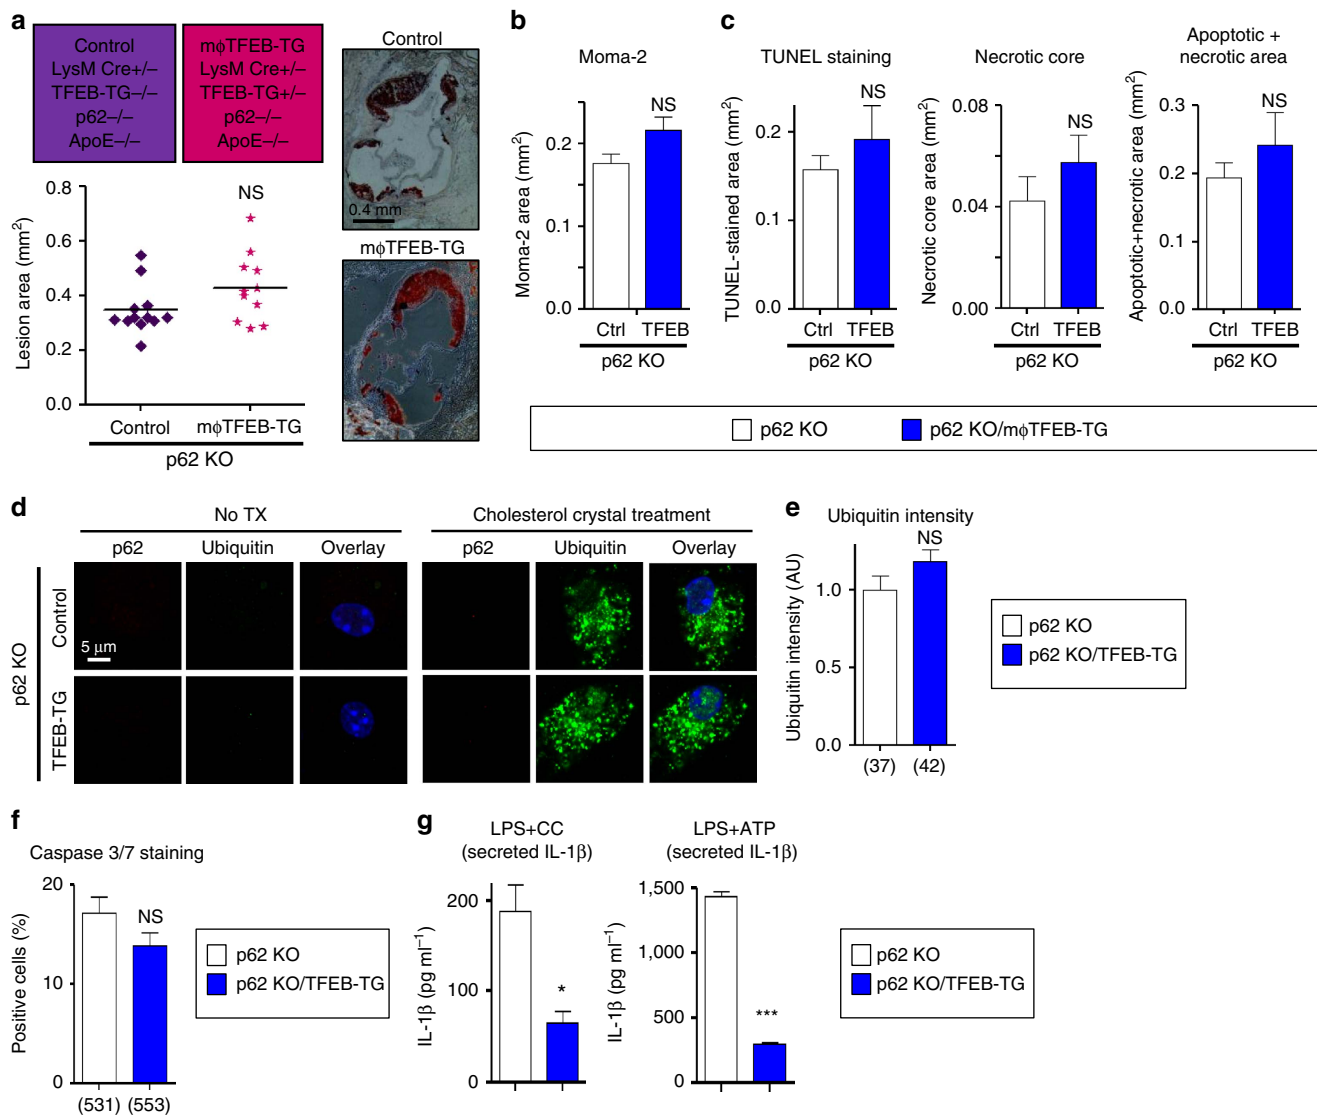 a
Control
LysM Cre+/–
TFEB-TG–/–
p62–/–
ApoE–/–
mϕTFEB-TG
LysM Cre+/–
TFEB-TG+/–
p62–/–
ApoE–/–
Control
0.4 mm
mϕTFEB-TG
Lesion area (mm²)
0.8
0.6
0.4
0.2
0.0
NS
Control
mϕTFEB-TG
p62 KO
b
Moma-2
Moma-2 area (mm²)
0.2
0.1
0.0
NS
Ctrl TFEB
p62 KO
c
TUNEL staining
TUNEL-stained area (mm²)
0.2
0.1
0.0
NS
Ctrl TFEB
p62 KO
Necrotic core
Necrotic core area (mm²)
0.08
0.04
0.00
NS
Ctrl TFEB
p62 KO
Apoptotic +
necrotic area
Apoptotic+necrotic area (mm²)
0.3
0.2
0.1
0.0
NS
Ctrl TFEB
p62 KO
p62 KO
p62 KO/mϕTFEB-TG
d
No TX
Cholesterol crystal treatment
p62 Ubiquitin Overlay
p62 Ubiquitin Overlay
p62 KO
Control
5 µm
TFEB-TG
e
Ubiquitin intensity
Ubiquitin intensity (AU)
1.0
0.5
0.0
NS
(37) (42)
p62 KO
p62 KO/TFEB-TG
f
Caspase 3/7 staining
Positive cells (%)
20
10
0
NS
(531) (553)
p62 KO
p62 KO/TFEB-TG
g
LPS+CC
(secreted IL-1β)
IL-1β (pg ml⁻¹)
200
100
0
*
LPS+ATP
(secreted IL-1β)
IL-1β (pg ml⁻¹)
1,500
1,000
500
0
***
p62 KO
p62 KO/TFEB-TG